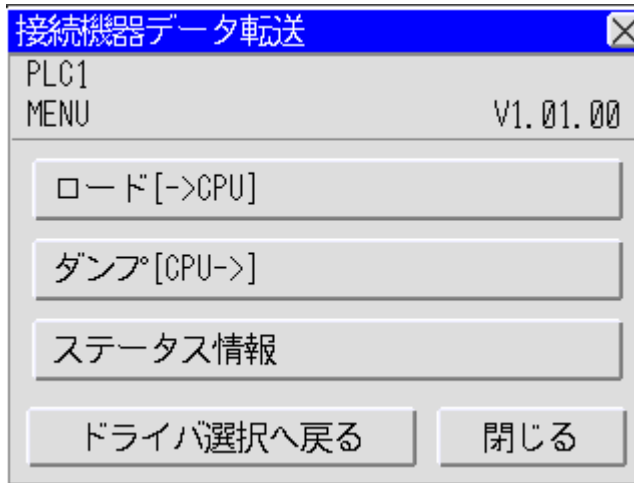 接続機器データ転送
PLC1
MENU V1.01.00
ロード[->CPU]
ダンプ[CPU->]
ステータス情報
ドライバ選択へ戻る 閉じる